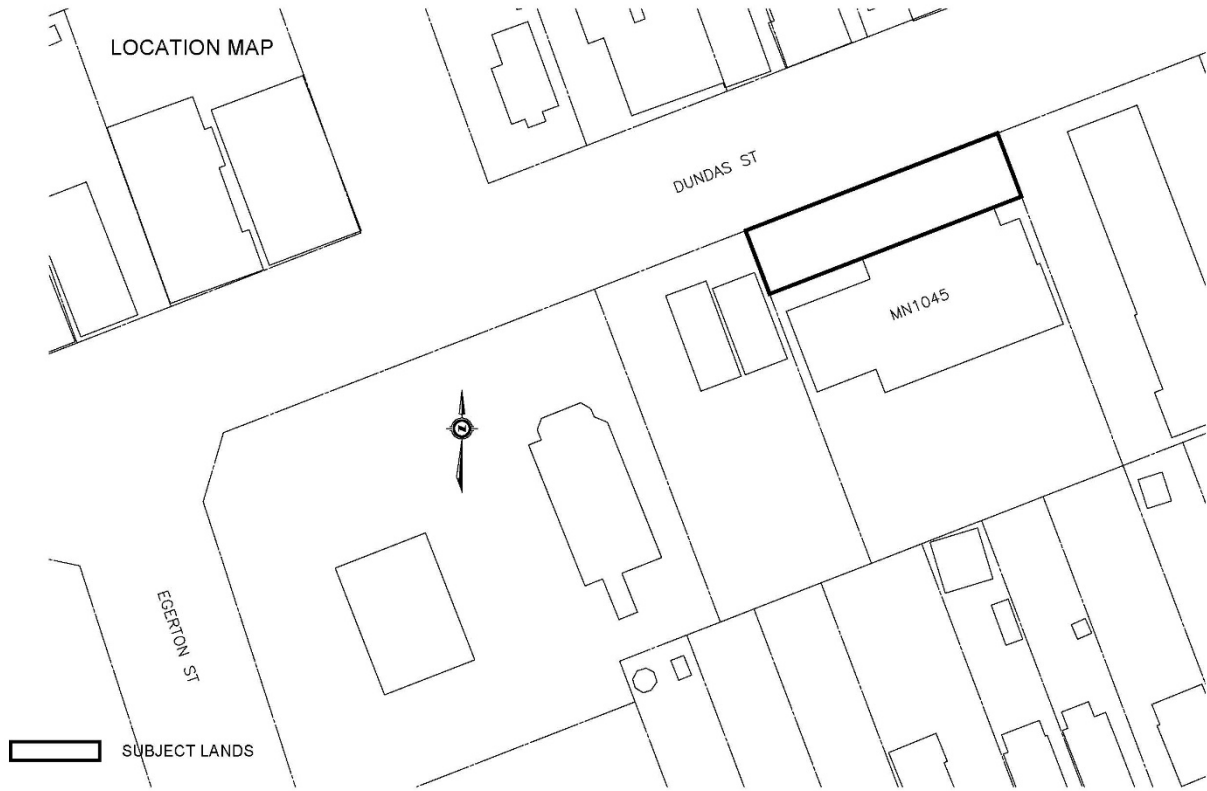 LOCATION MAP
DUNDAS ST
MN1045
N
EGERTON ST
SUBJECT LANDS